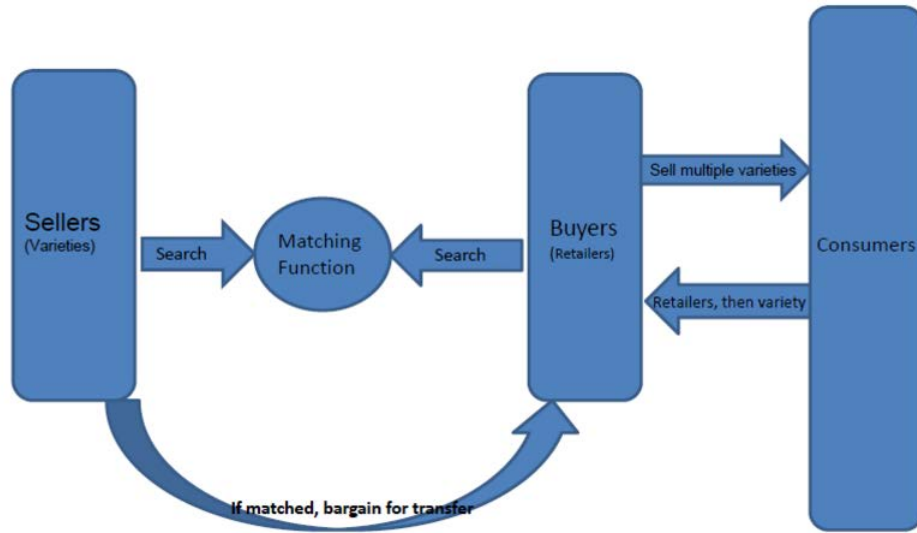 Sellers
(Varieties)
Search
Matching
Function
Search
Buyers
(Retailers)
Sell multiple varieties
Retailers, then variety
Consumers
If matched, bargain for transfer